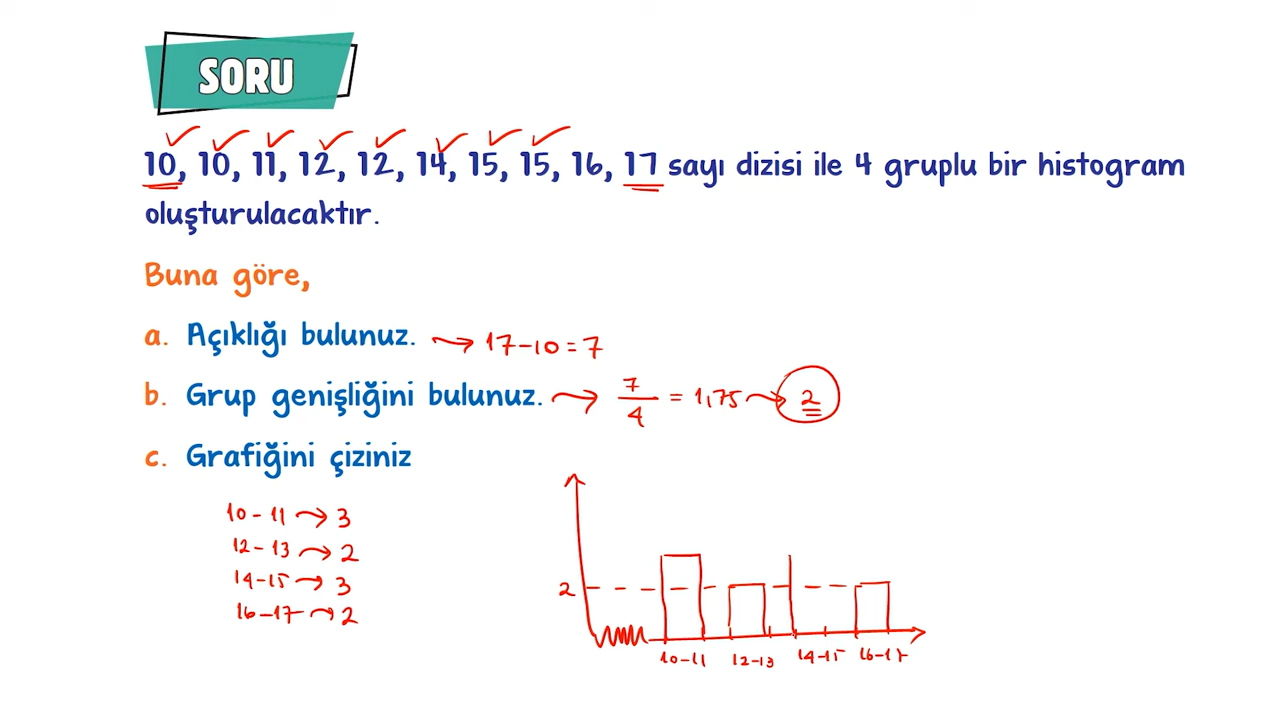 SORU
10, 10, 11, 12, 12, 14, 15, 15, 16, 17 sayı dizisi ile 4 gruplu bir histogram
oluşturulacaktır.
Buna göre,
a. Açıklığı bulunuz. → 17-10=7
b. Grup genişliğini bulunuz. → 7/4 = 1,75 → 2
c. Grafiğini çiziniz
10-11 → 3
12-13 → 2
14-15 → 3
16-17 → 2
2
10-11 12-13 14-15 16-17